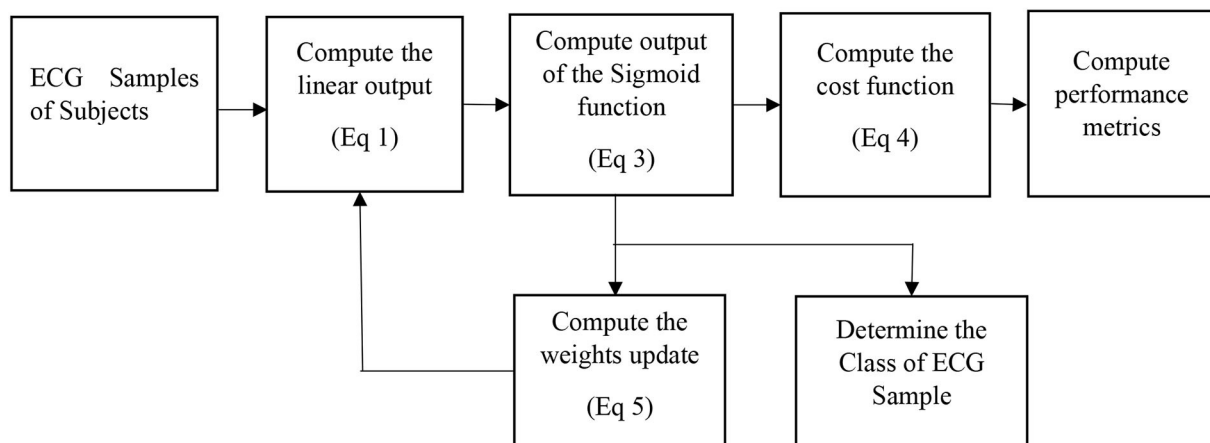 ECG Samples
of Subjects
Compute the
linear output
(Eq 1)
Compute output
of the Sigmoid
function
(Eq 3)
Compute the
cost function
(Eq 4)
Compute
performance
metrics
Compute the
weights update
(Eq 5)
Determine the
Class of ECG
Sample